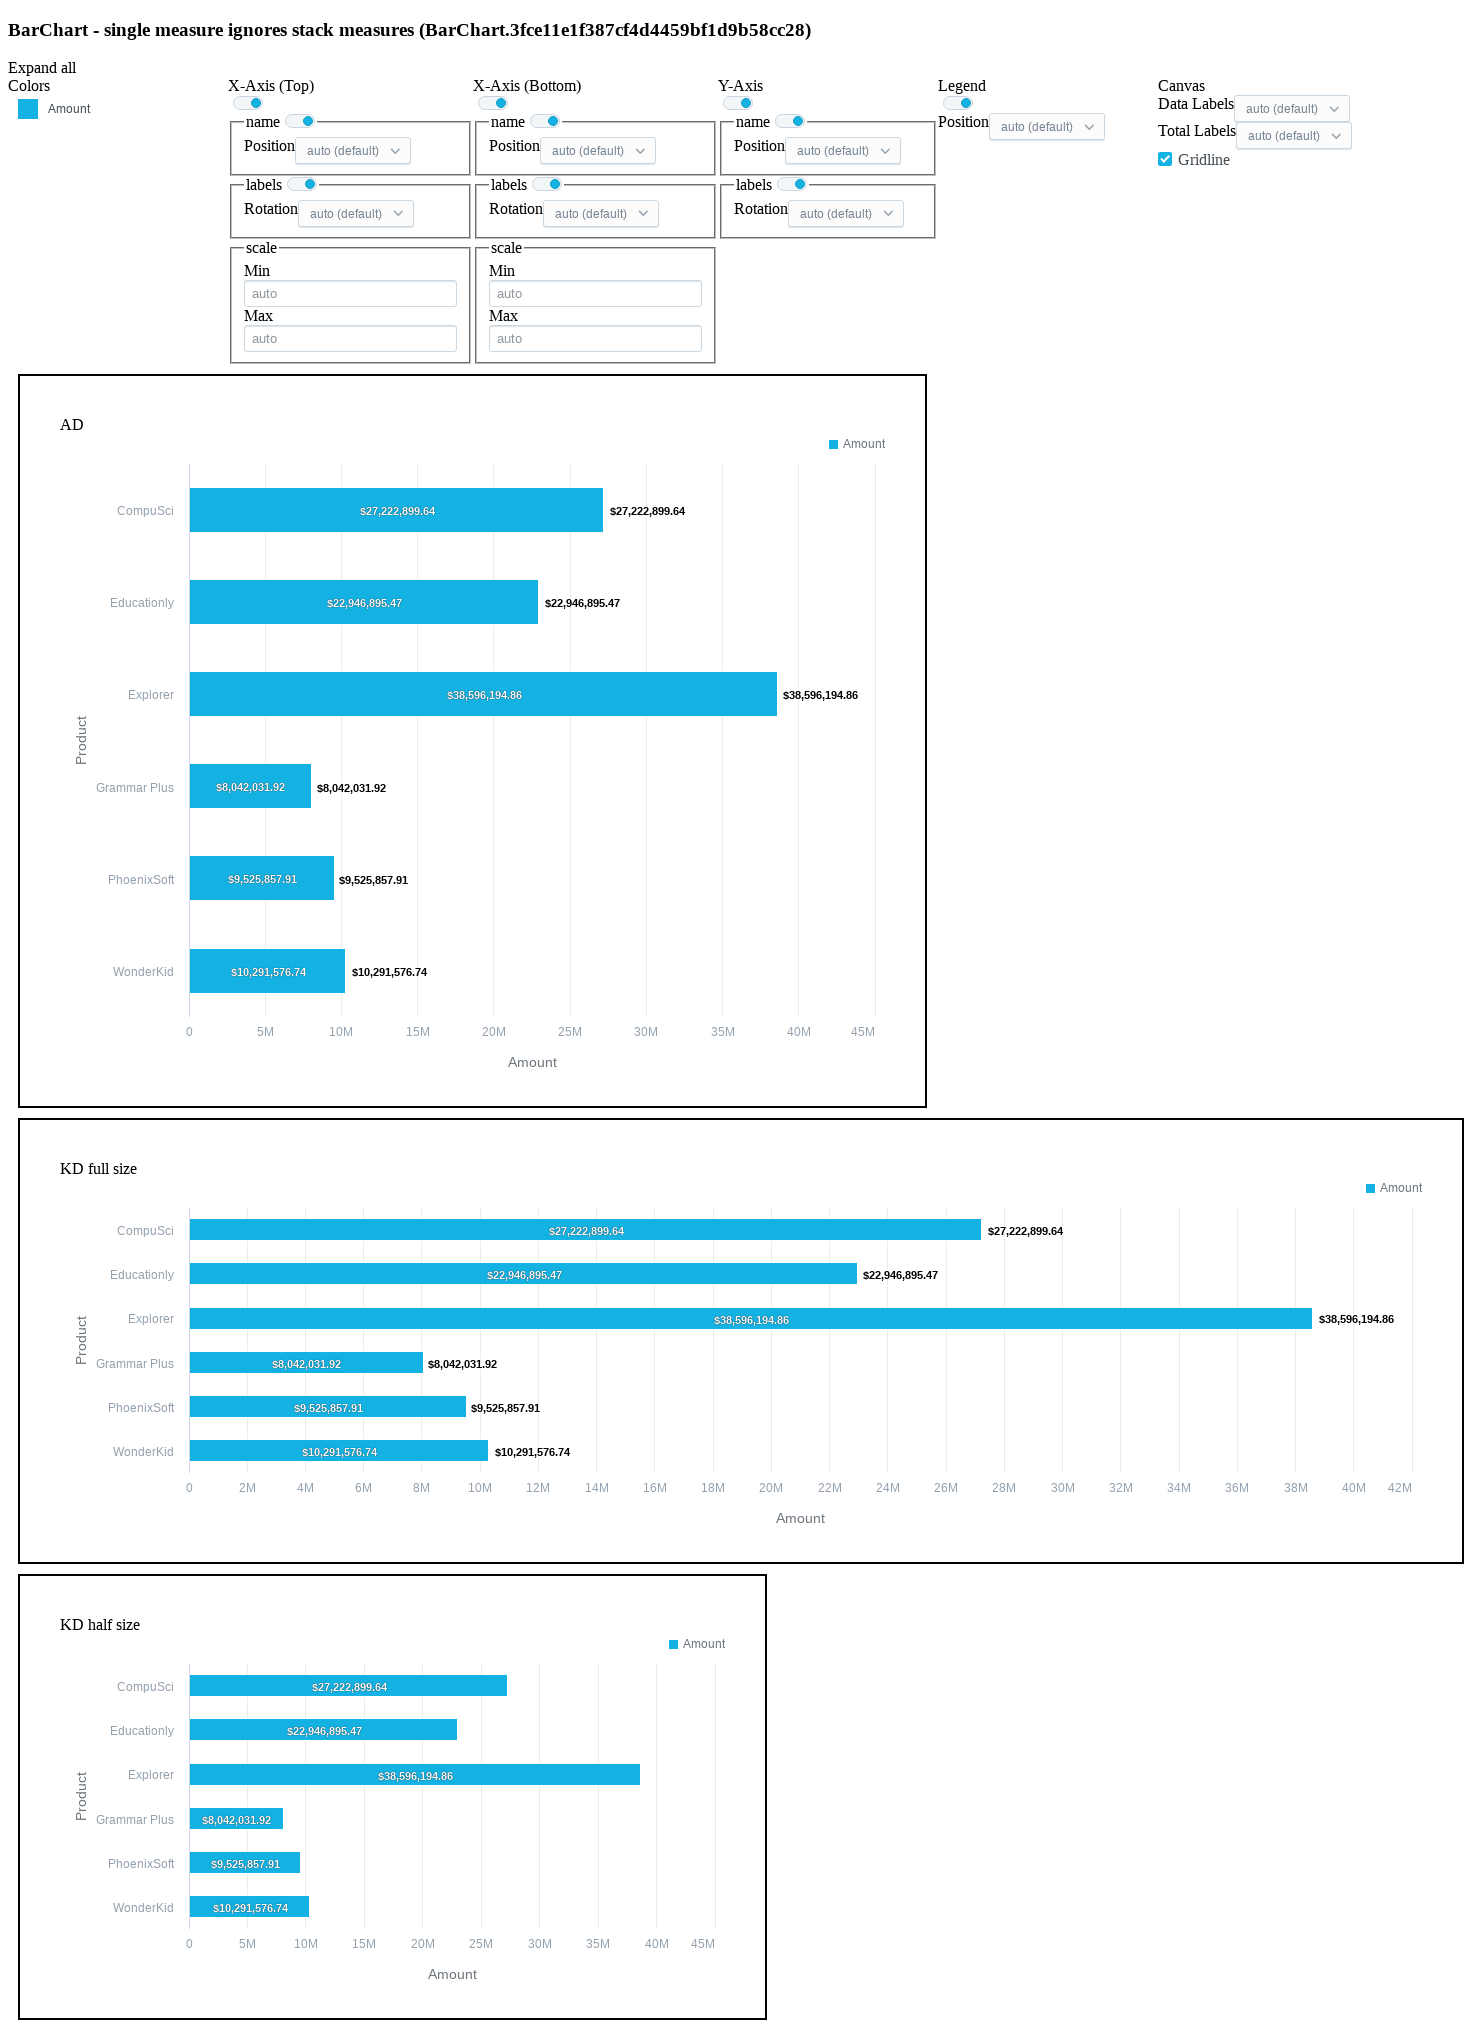 BarChart - single measure ignores stack measures (BarChart.3fce11e1f387cf4d4459bf1d9b58cc28)
Expand all
Colors
Amount
X-Axis (Top)
name
Position auto (default)
labels
Rotation auto (default)
scale
Min
auto
Max
auto
X-Axis (Bottom)
name
Position auto (default)
labels
Rotation auto (default)
scale
Min
auto
Max
auto
Y-Axis
name
Position auto (default)
labels
Rotation auto (default)
Legend
Position auto (default)
Canvas
Data Labels auto (default)
Total Labels auto (default)
Gridline
AD
Amount
CompuSci $27,222,899.64 $27,222,899.64
Educationly $22,946,895.47 $22,946,895.47
Explorer $38,596,194.86 $38,596,194.86
Product
Grammar Plus $8,042,031.92 $8,042,031.92
PhoenixSoft $9,525,857.91 $9,525,857.91
WonderKid $10,291,576.74 $10,291,576.74
0 5M 10M 15M 20M 25M 30M 35M 40M 45M
Amount
KD full size
Amount
CompuSci $27,222,899.64 $27,222,899.64
Educationly $22,946,895.47 $22,946,895.47
Explorer $38,596,194.86 $38,596,194.86
Product
Grammar Plus $8,042,031.92 $8,042,031.92
PhoenixSoft $9,525,857.91 $9,525,857.91
WonderKid $10,291,576.74 $10,291,576.74
0 2M 4M 6M 8M 10M 12M 14M 16M 18M 20M 22M 24M 26M 28M 30M 32M 34M 36M 38M 40M 42M
Amount
KD half size
Amount
CompuSci $27,222,899.64
Educationly $22,946,895.47
Explorer $38,596,194.86
Product
Grammar Plus $8,042,031.92
PhoenixSoft $9,525,857.91
WonderKid $10,291,576.74
0 5M 10M 15M 20M 25M 30M 35M 40M 45M
Amount